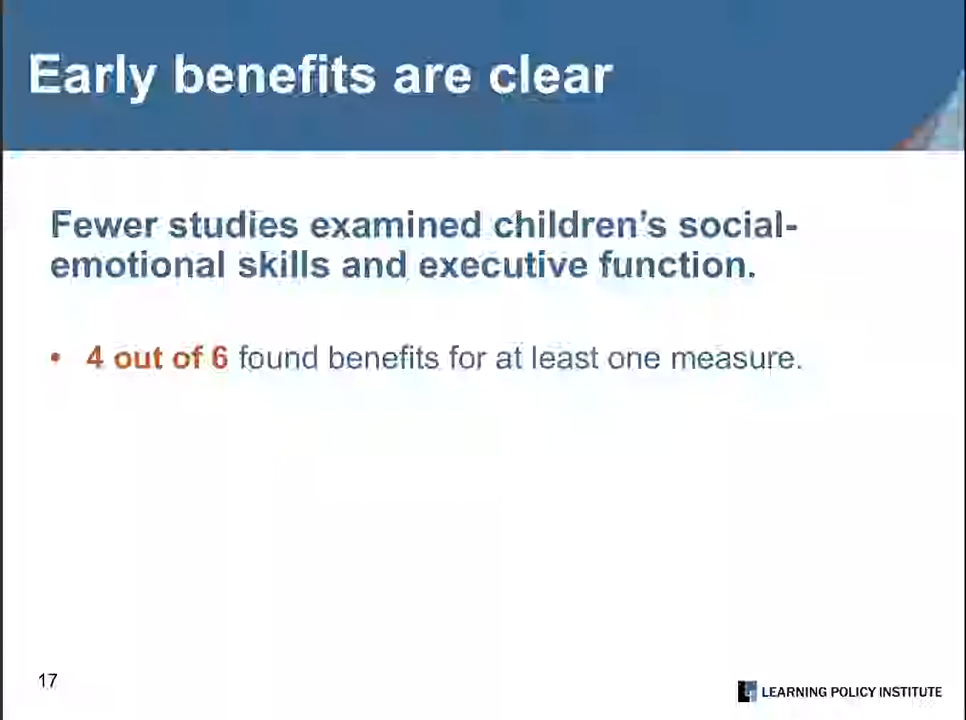 Early benefits are clear
Fewer studies examined children's social-
emotional skills and executive function.
• 4 out of 6 found benefits for at least one measure.
17
LEARNING POLICY INSTITUTE